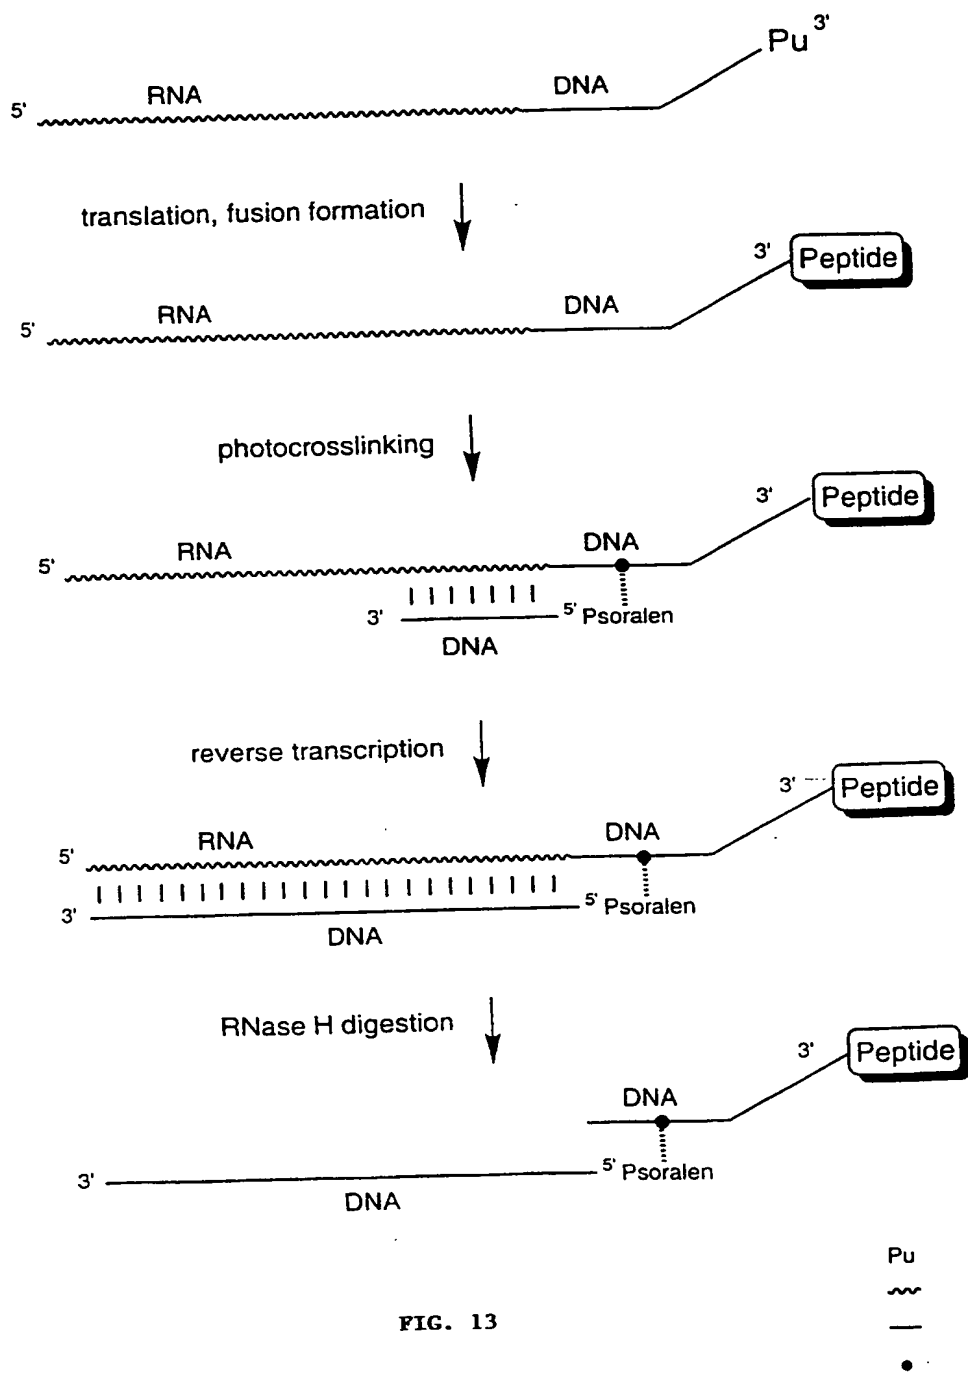 Pu 3'
5' RNA DNA
translation, fusion formation
3' Peptide
5' RNA DNA
photocrosslinking
3' Peptide
5' RNA DNA
3' 5' Psoralen
DNA
reverse transcription
3' Peptide
5' RNA DNA
3' 5' Psoralen
DNA
RNase H digestion
3' Peptide
DNA
3' 5' Psoralen
DNA
Pu
FIG. 13